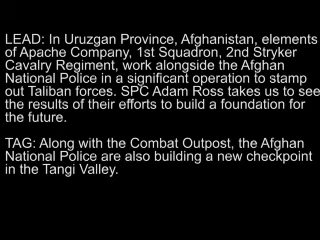 LEAD: In Uruzgan Province, Afghanistan, elements
of Apache Company, 1st Squadron, 2nd Stryker
Cavalry Regiment, work alongside the Afghan
National Police in a significant operation to stamp
out Taliban forces. SPC Adam Ross takes us to see
the results of their efforts to build a foundation for
the future.
TAG: Along with the Combat Outpost, the Afghan
National Police are also building a new checkpoint
in the Tangi Valley.